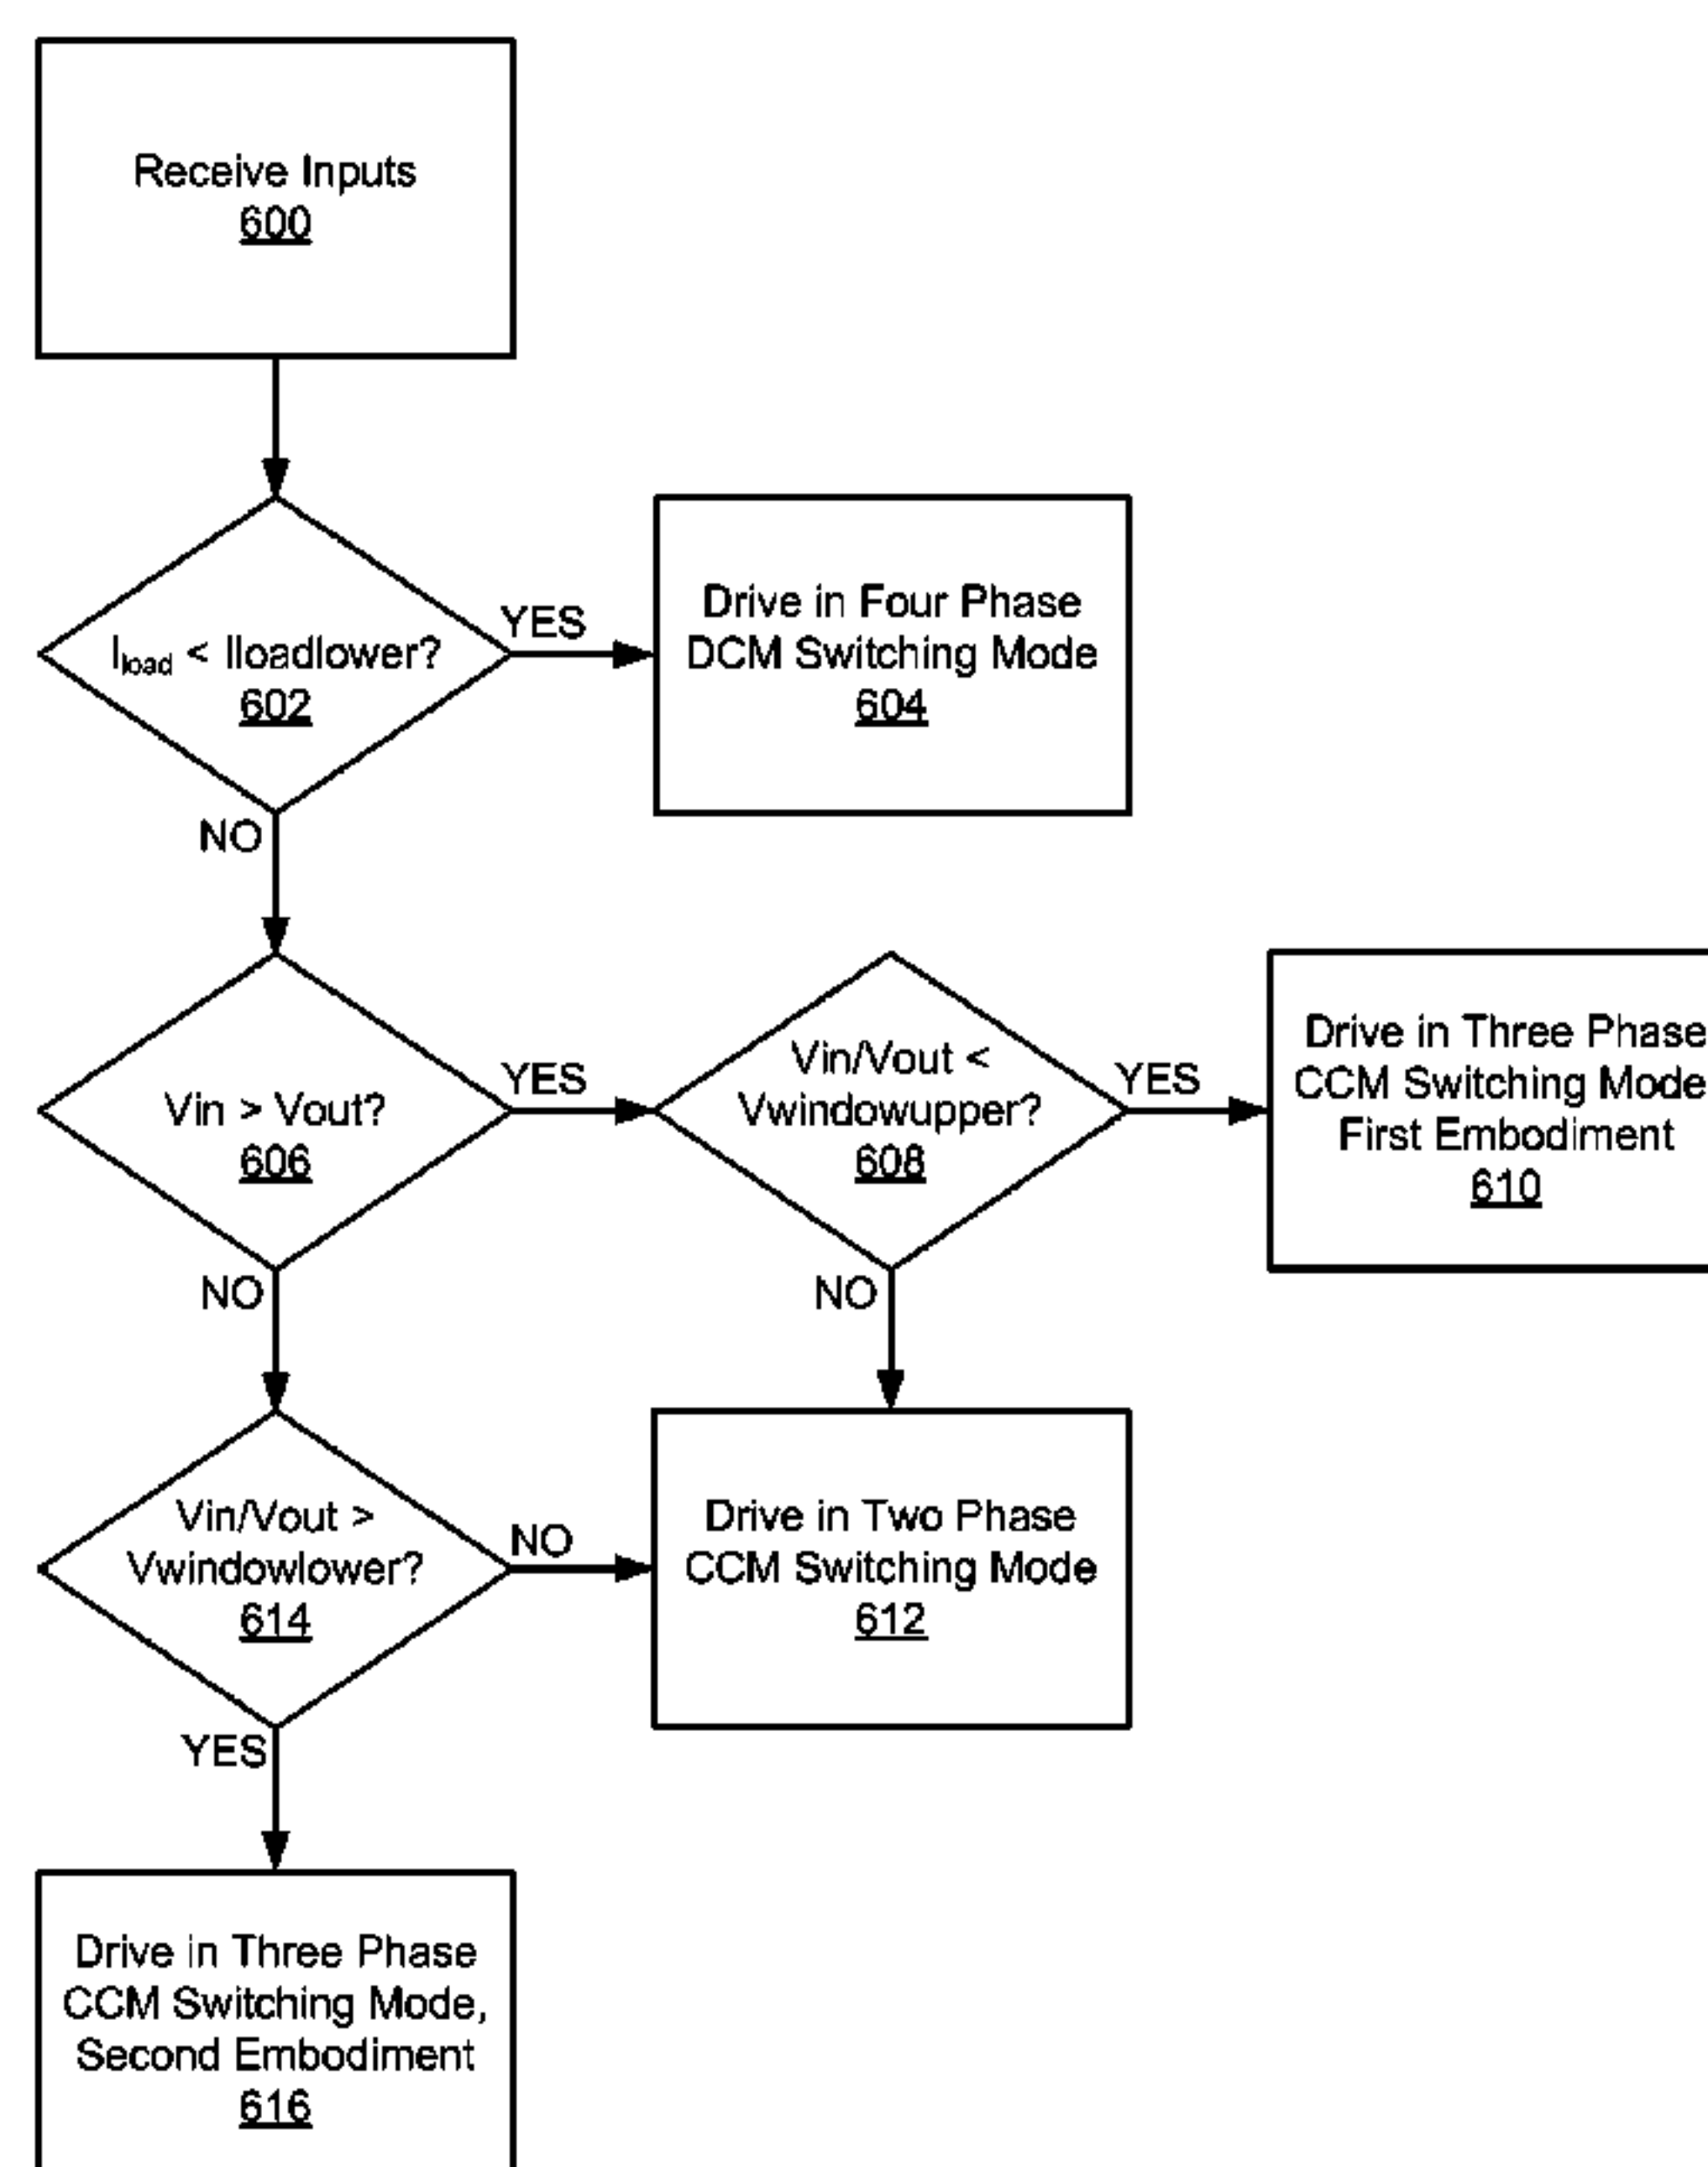 Receive Inputs
600
Iload < Iloadlower?
602
YES
Drive in Four Phase
DCM Switching Mode
604
NO
Vin > Vout?
606
YES
Vin/Vout <
Vwindowupper?
608
YES
Drive in Three Phase
CCM Switching Mode
First Embodiment
610
NO
NO
Vin/Vout >
Vwindowlower?
614
NO
Drive in Two Phase
CCM Switching Mode
612
YES
Drive in Three Phase
CCM Switching Mode,
Second Embodiment
616